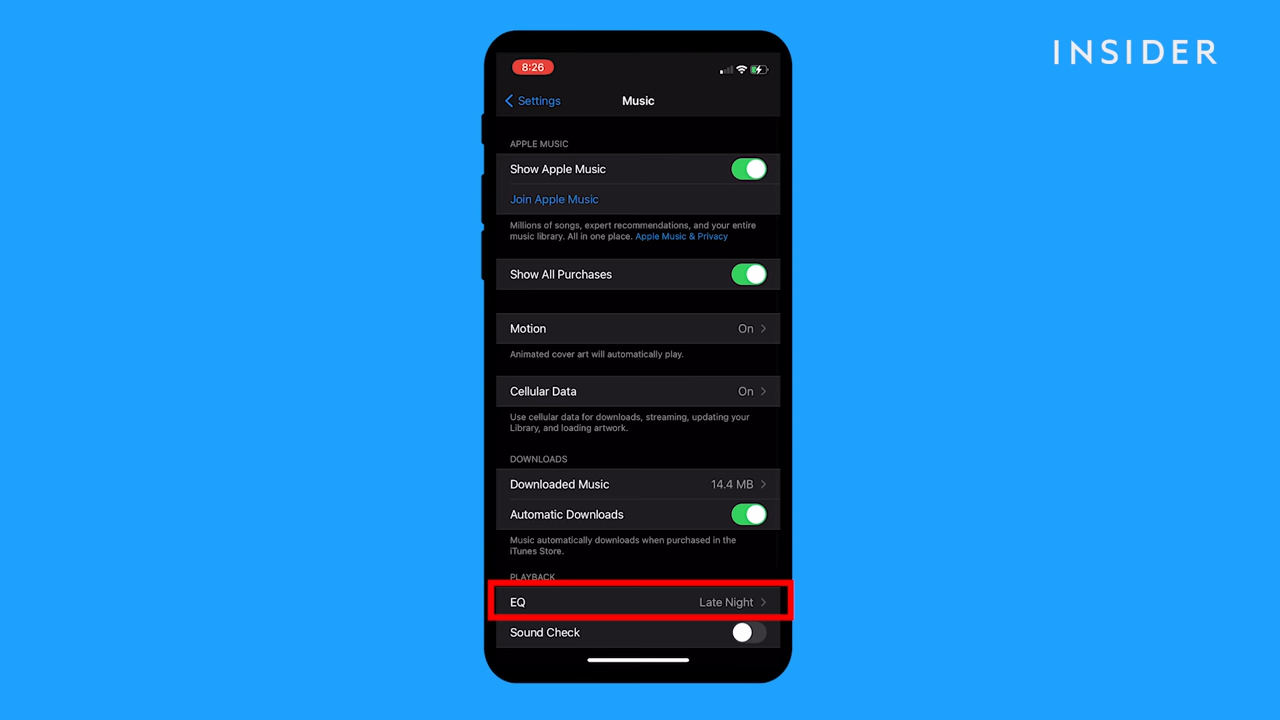 INSIDER
8:26
Settings
Music
APPLE MUSIC
Show Apple Music
Join Apple Music
Millions of songs, expert recommendations, and your entire
music library. All in one place. Apple Music & Privacy
Show All Purchases
Motion On
Animated cover art will automatically play.
Cellular Data On
Use cellular data for downloads, streaming, updating your
Library, and loading artwork.
DOWNLOADS
Downloaded Music 14.4 MB
Automatic Downloads
Music automatically downloads when purchased in the
iTunes Store.
PLAYBACK
EQ Late Night
Sound Check